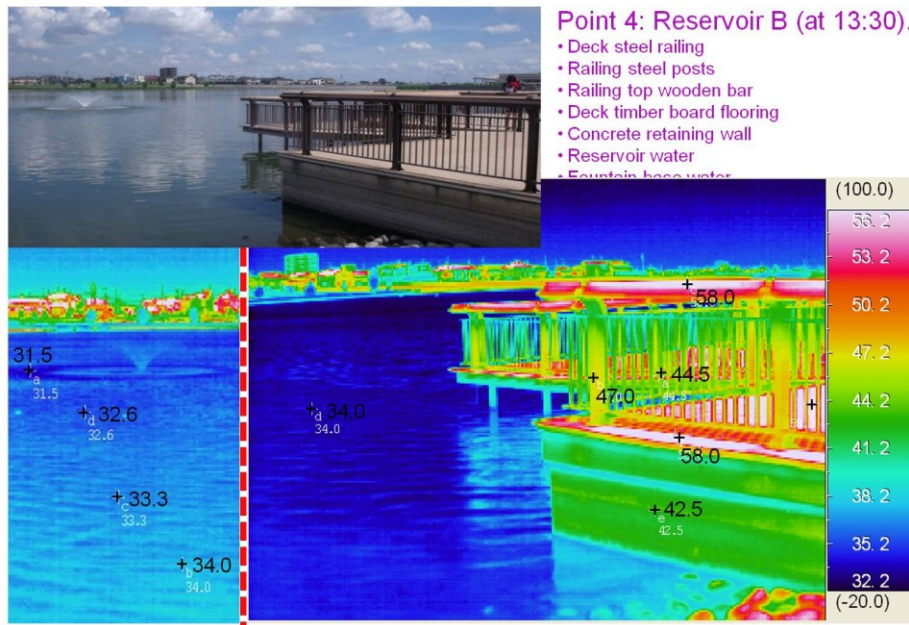 Point 4: Reservoir B (at 13:30).
• Deck steel railing
• Railing steel posts
• Railing top wooden bar
• Deck timber board flooring
• Concrete retaining wall
• Reservoir water
• Fountain base water
(100.0)
56.2
53.2
50.2
47.2
44.2
41.2
38.2
35.2
32.2
(-20.0)
31.5
a
31.5
d 32.6
32.6
c 33.3
33.3
b 34.0
34.0
d 34.0
34.0
58.0
47.0
a 44.5
58.0
e 42.5
42.5